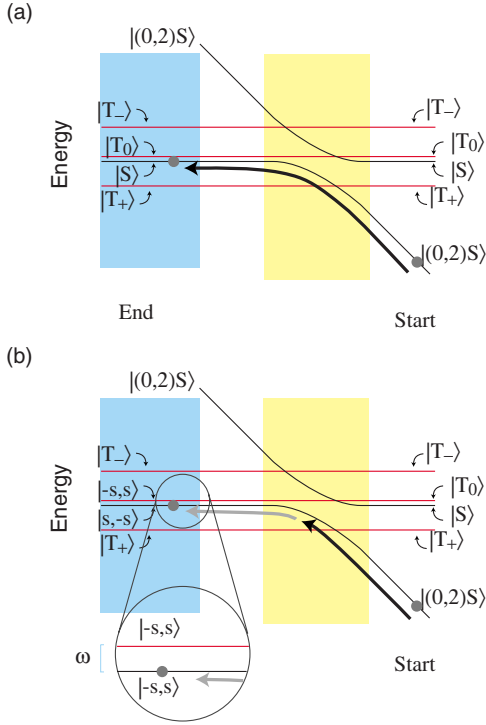 (a)
|(0,2)S⟩
|T₋⟩ |T₋⟩
|T₀⟩ |T₀⟩
|S⟩ |S⟩
|T₊⟩ |T₊⟩
Energy
|(0,2)S⟩
End
Start
(b)
|(0,2)S⟩
|T₋⟩ |T₋⟩
|-s,s⟩ |T₀⟩
|s,-s⟩ |S⟩
|T₊⟩ |T₊⟩
Energy
|(0,2)S⟩
|-s,s⟩
ω
|-s,s⟩
Start